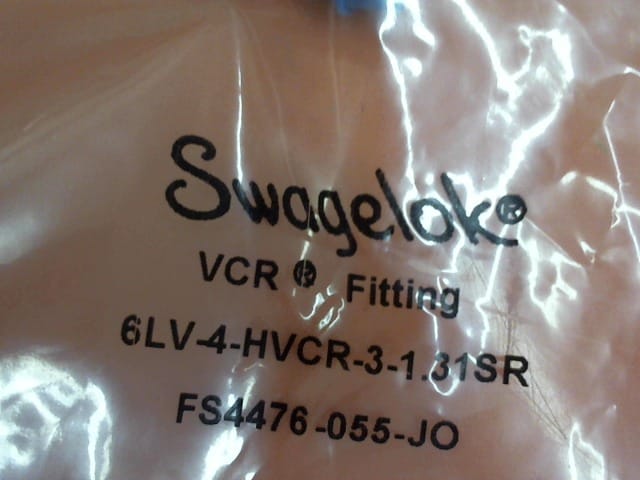 Swagelok®
VCR ® Fitting
6LV-4-HVCR-3-1.31SR
FS4476-055-JO